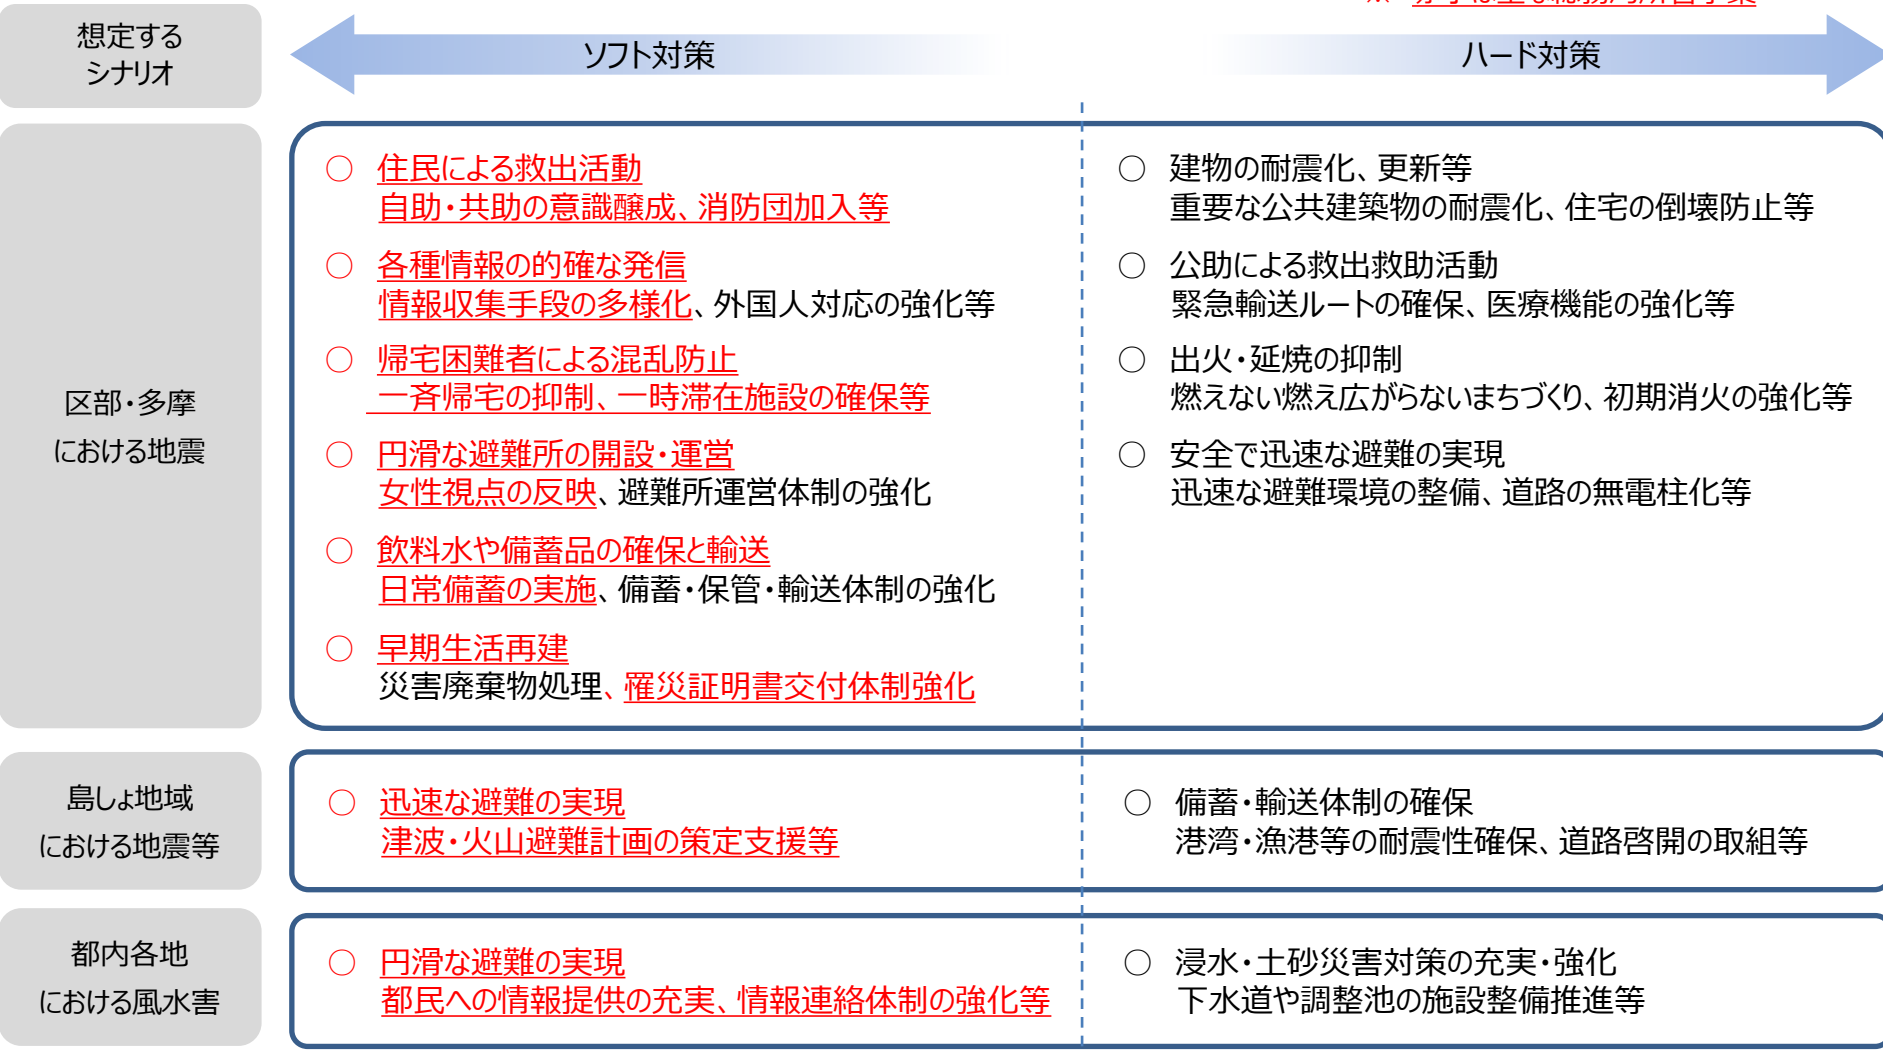 想定する
シナリオ
ソフト対策
ハード対策
区部・多摩
における地震
○ 住民による救出活動
自助・共助の意識醸成、消防団加入等
○ 各種情報の的確な発信
情報収集手段の多様化、外国人対応の強化等
○ 帰宅困難者による混乱防止
一斉帰宅の抑制、一時滞在施設の確保等
○ 円滑な避難所の開設・運営
女性視点の反映、避難所運営体制の強化
○ 飲料水や備蓄品の確保と輸送
日常備蓄の実施、備蓄・保管・輸送体制の強化
○ 早期生活再建
災害廃棄物処理、罹災証明書交付体制強化
○ 建物の耐震化、更新等
重要な公共建築物の耐震化、住宅の倒壊防止等
○ 公助による救出救助活動
緊急輸送ルートの確保、医療機能の強化等
○ 出火・延焼の抑制
燃えない燃え広がらないまちづくり、初期消火の強化等
○ 安全で迅速な避難の実現
迅速な避難環境の整備、道路の無電柱化等
島しょ地域
における地震等
○ 迅速な避難の実現
津波・火山避難計画の策定支援等
○ 備蓄・輸送体制の確保
港湾・漁港等の耐震性確保、道路啓開の取組等
都内各地
における風水害
○ 円滑な避難の実現
都民への情報提供の充実、情報連絡体制の強化等
○ 浸水・土砂災害対策の充実・強化
下水道や調整池の施設整備推進等